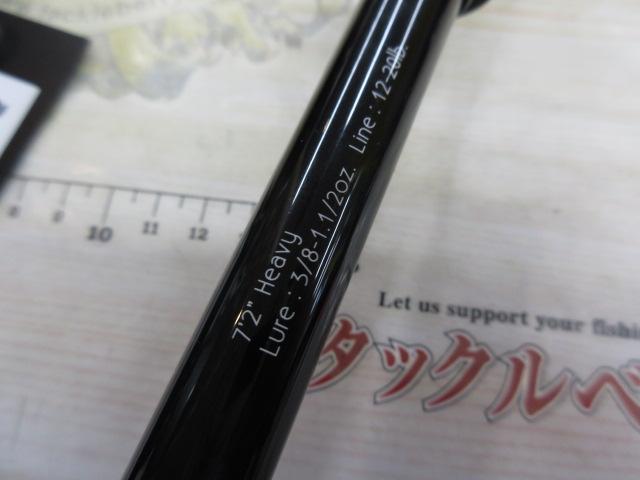 7'2" Heavy
Lure : 3/8-1.1/2oz. Line : 12-20lb.
10 11 12
Let us support your fishin
タックルベ